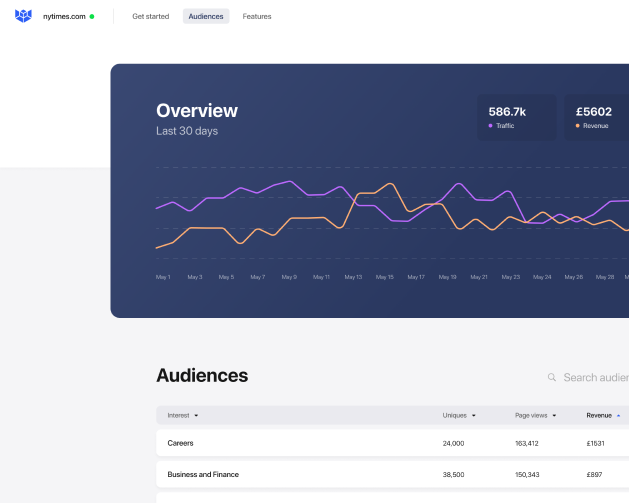 nytimes.com Get started Audiences Features
Overview
Last 30 days
586.7k
Traffic
£5602
Revenue
May 1 May 3 May 5 May 7 May 9 May 11 May 13 May 15 May 17 May 19 May 21 May 23 May 24 May 26 May 28 M
Audiences
Search audien
Interest Uniques Page views Revenue
Careers 24,000 163,412 £1531
Business and Finance 38,500 150,343 £897